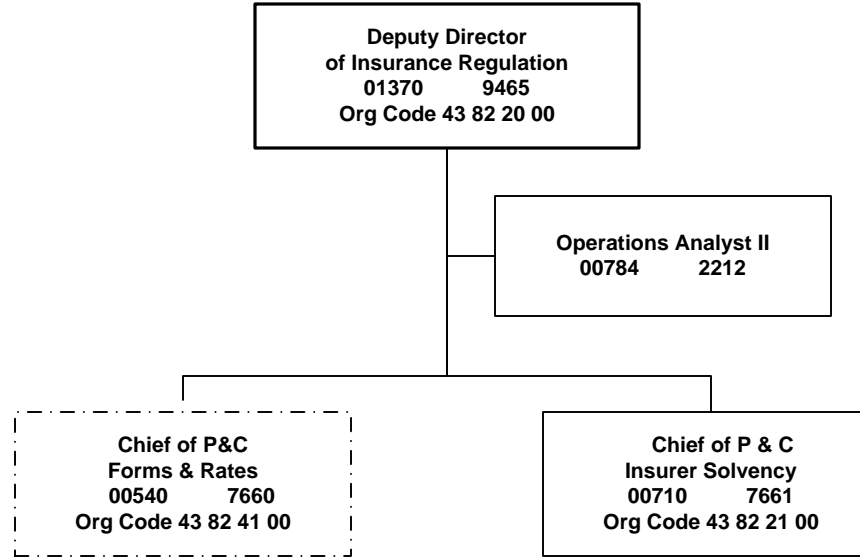 Deputy Director
of Insurance Regulation
01370 9465
Org Code 43 82 20 00
Operations Analyst II
00784 2212
Chief of P&C
Forms & Rates
00540 7660
Org Code 43 82 41 00
Chief of P & C
Insurer Solvency
00710 7661
Org Code 43 82 21 00